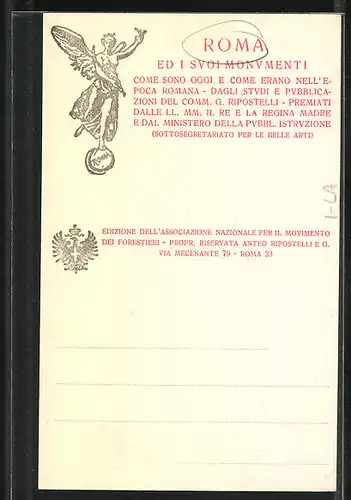 ROMA
ED I SVOI MONVMENTI
COME SONO OGGI E COME ERANO NELL'E-
POCA ROMANA - DAGLI STVDI E PVBBLICA-
ZIONI DEL COMM. G. RIPOSTELLI - PREMIATI
DALLE LL. MM. IL RE E LA REGINA MADRE
E DAL MINISTERO DELLA PVBBL. ISTRVZIONE
(SOTTOSEGRETARIATO PER LE BELLE ARTI)
I-LA
EDIZIONE DELL'ASSOCIAZIONE NAZIONALE PER IL MOVIMENTO
DEI FORESTIERI - PROPR. RISERVATA ANTEO RIPOSTELLI E G.
VIA MECENANTE 79 - ROMA 23